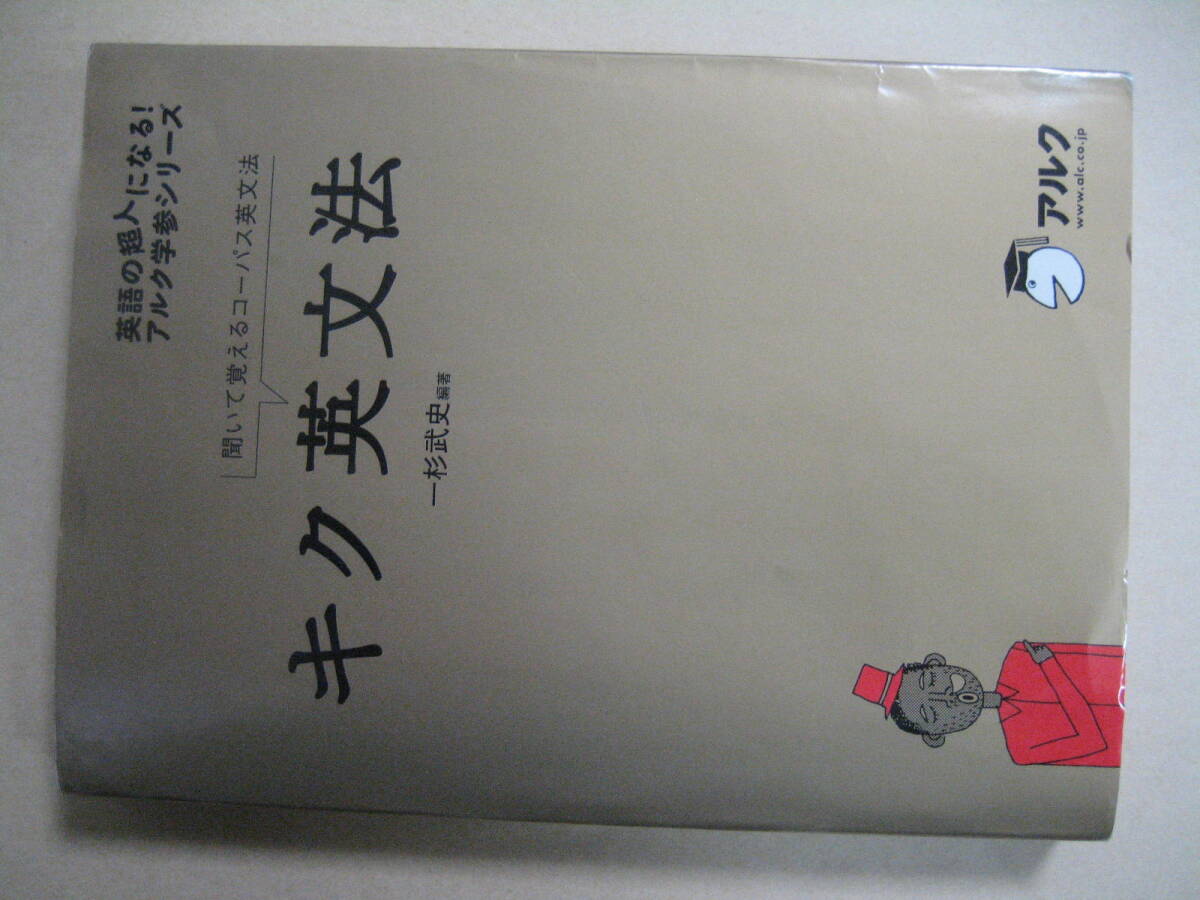 英語の超人になる!
アルク学参シリーズ
聞いて覚えるコーパス英文法
キク英文法
一杉武史編著
アルク
www.alc.co.jp